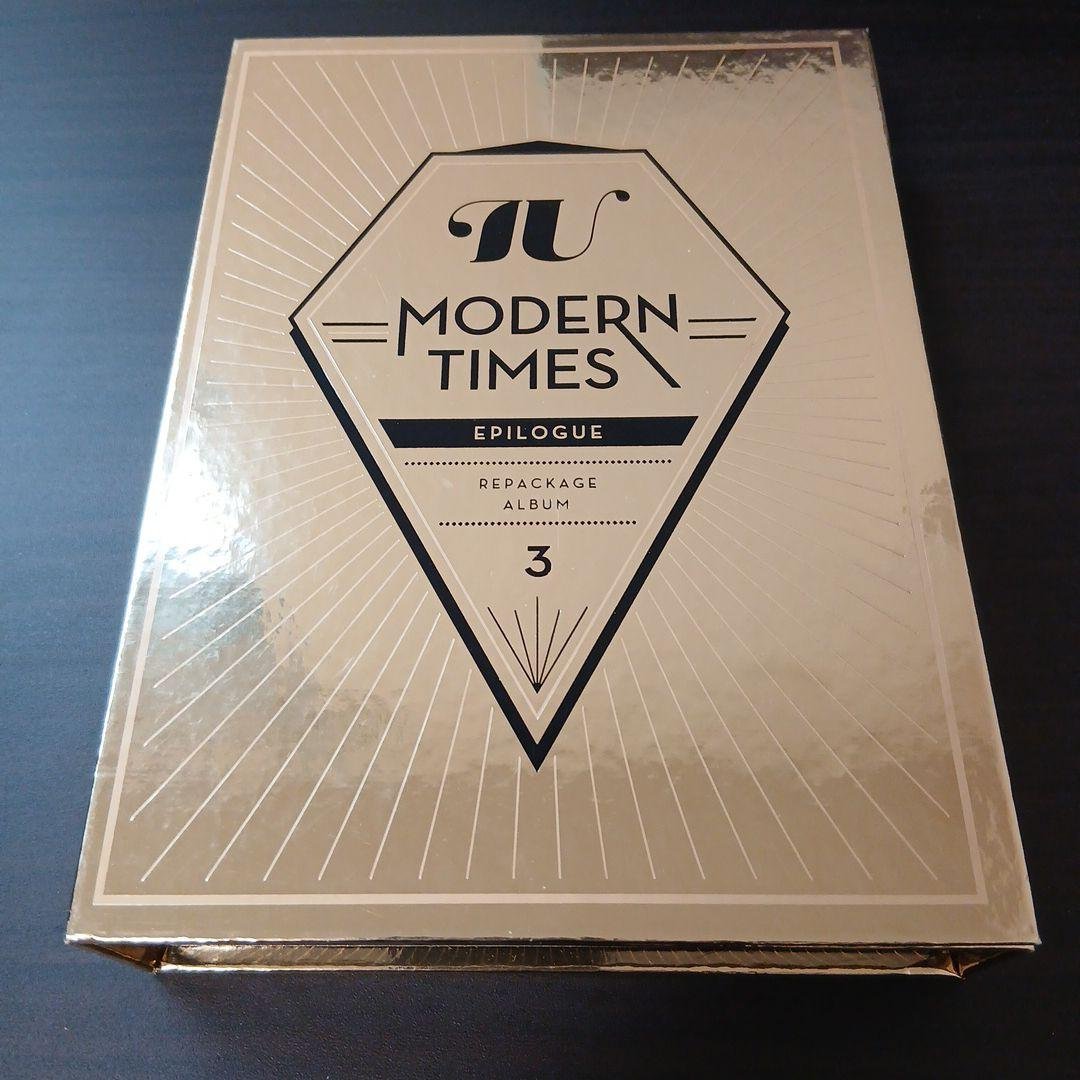 IU
MODERN
TIMES
EPILOGUE
REPACKAGE
ALBUM
3